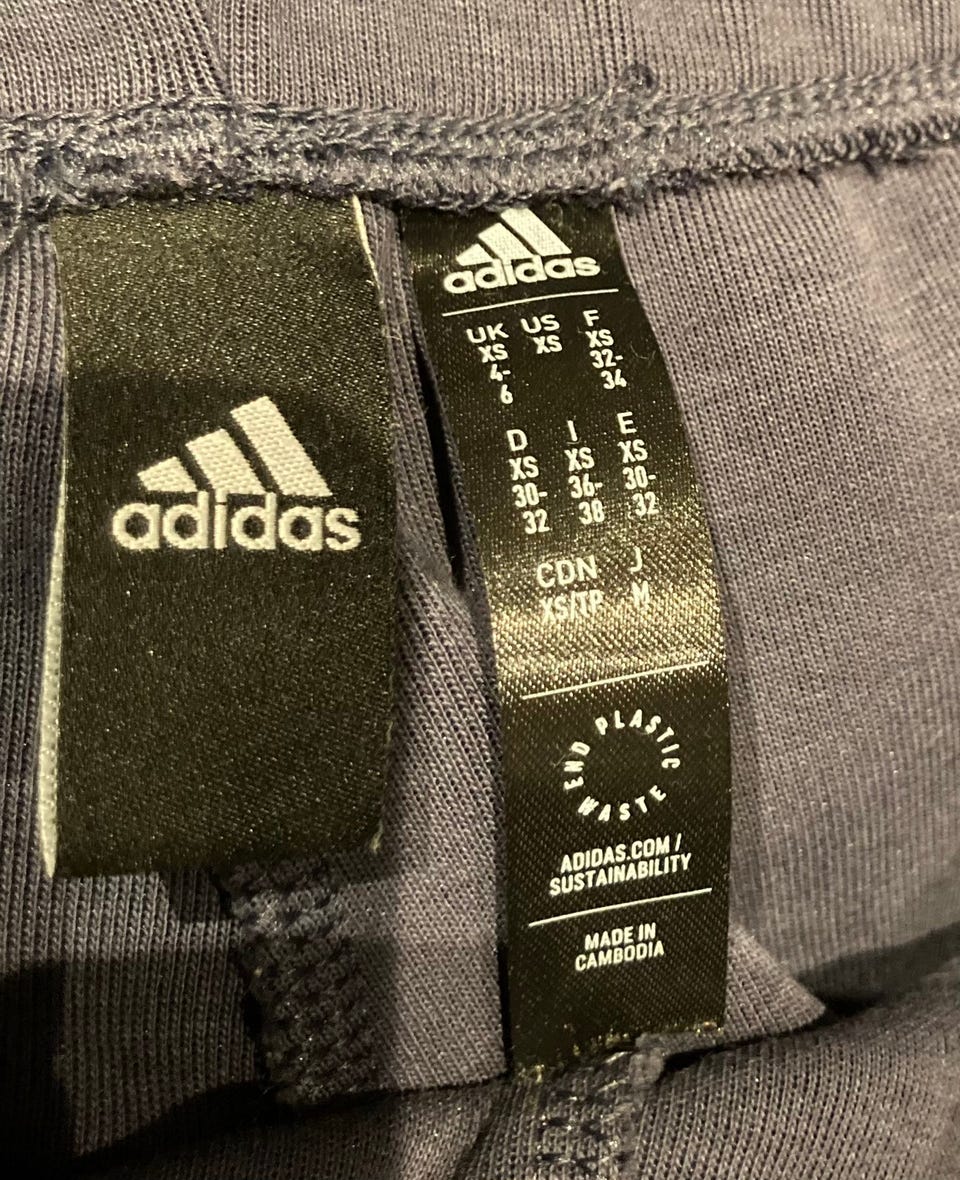 adidas
adidas
UK US F
XS XS XS
4- 32-
6 34
D I E
XS XS XS
30- 36- 30-
32 38 32
CDN J
XS/TP M
END PLASTIC WASTE
ADIDAS.COM/
SUSTAINABILITY
MADE IN
CAMBODIA